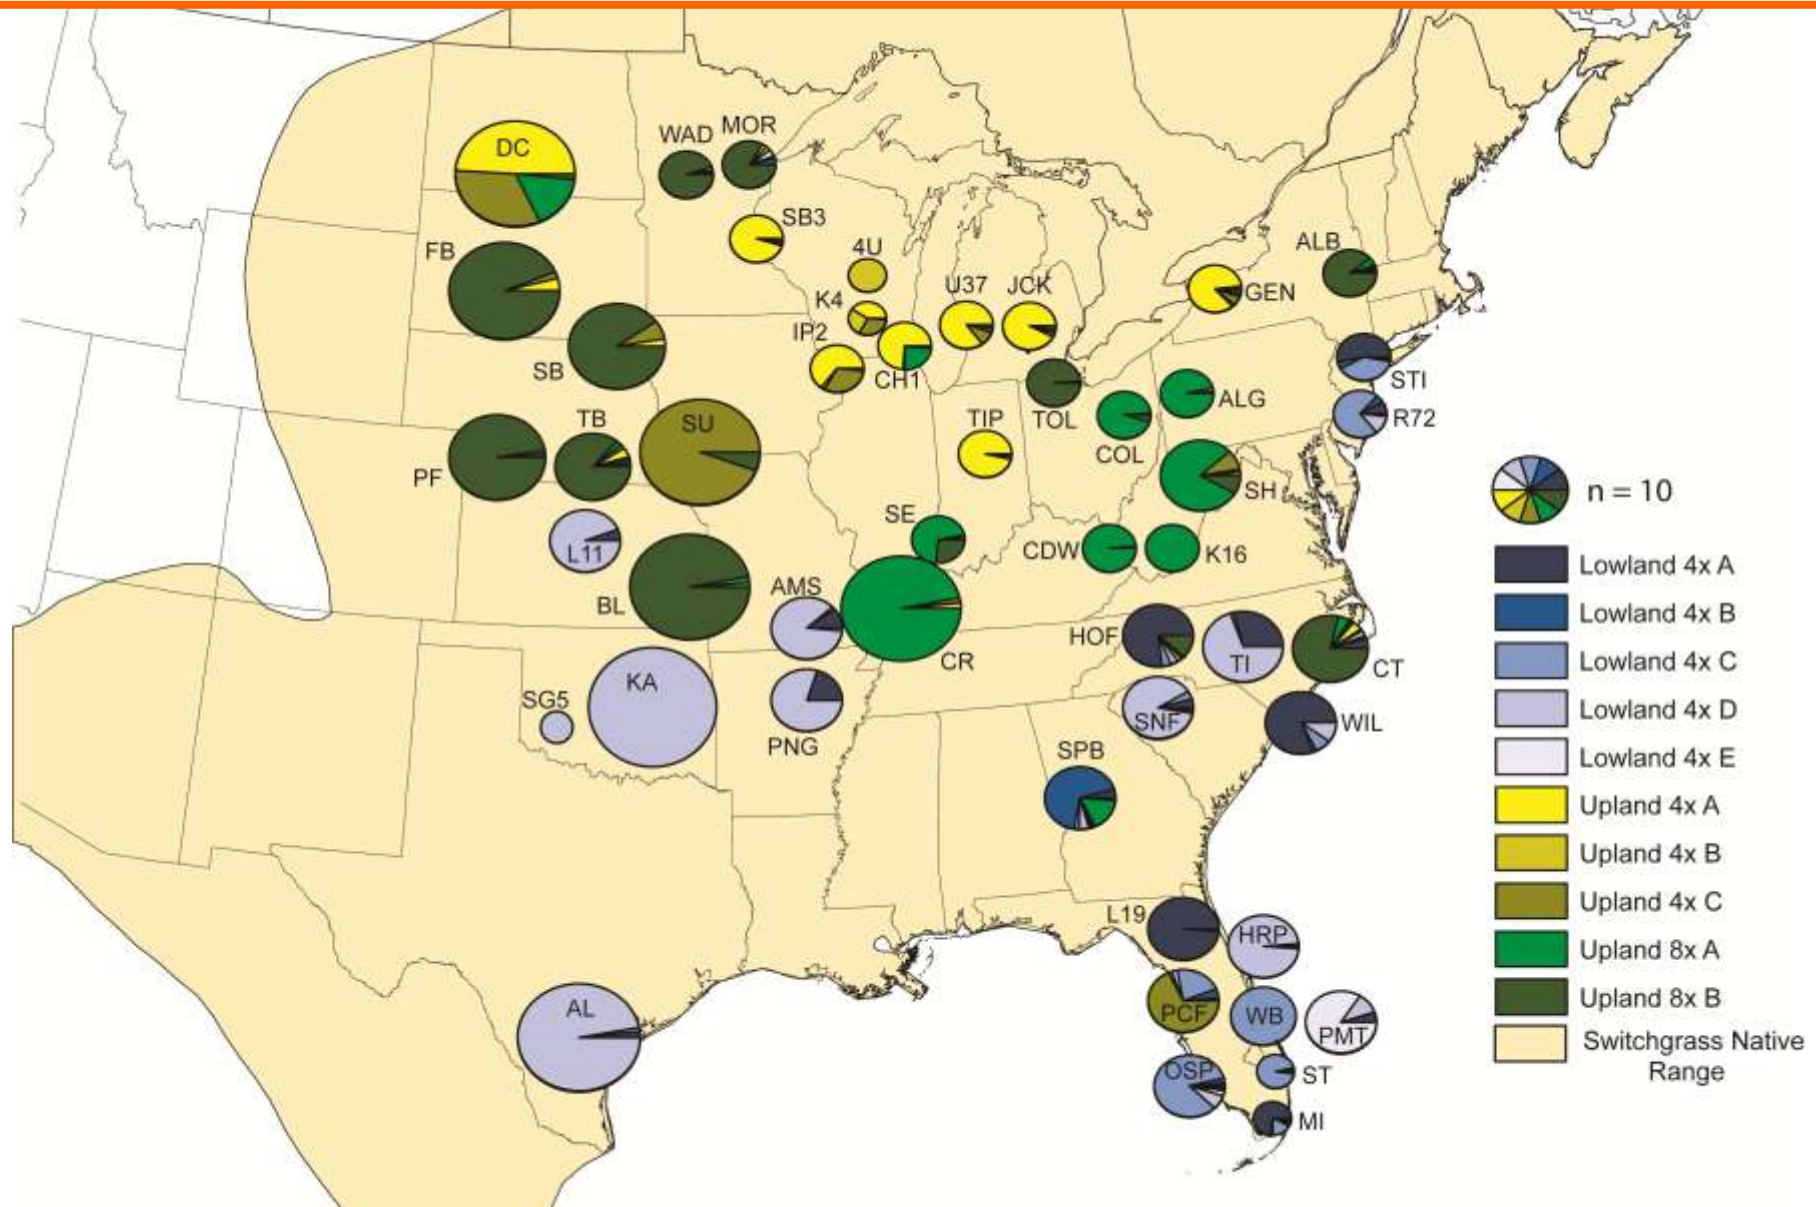 DC
WAD
MOR
SB3
FB
4U
ALB
K4
U37
JCK
GEN
IP2
SB
CH1
STI
TB
SU
TIP
TOL
ALG
R72
COL
PF
SH
n = 10
SE
L11
CDW
K16
BL
AMS
HOF
TI
CR
CT
KA
SG5
PNG
SNF
WIL
SPB
L19
HRP
AL
PCF
WB
PMT
OSP
ST
MI
Lowland 4x A
Lowland 4x B
Lowland 4x C
Lowland 4x D
Lowland 4x E
Upland 4x A
Upland 4x B
Upland 4x C
Upland 8x A
Upland 8x B
Switchgrass Native
Range